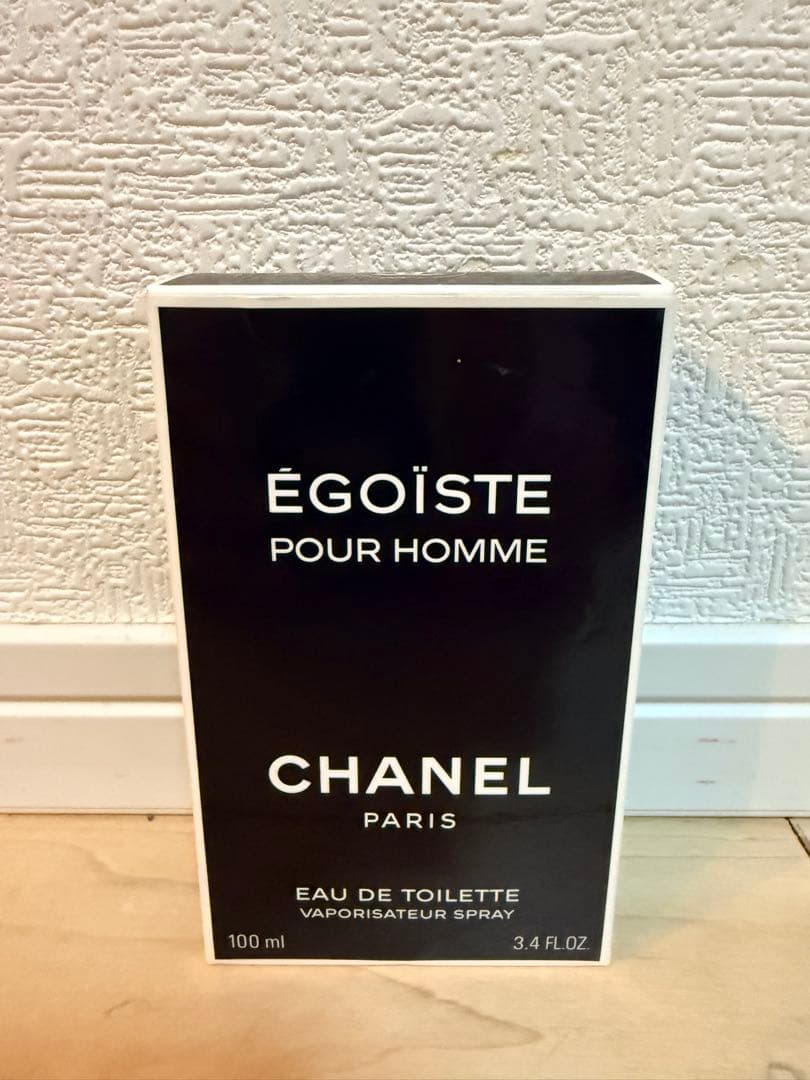 ÉGOÏSTE
POUR HOMME
CHANEL
PARIS
EAU DE TOILETTE
VAPORISATEUR SPRAY
100 ml 3.4 FL.OZ.